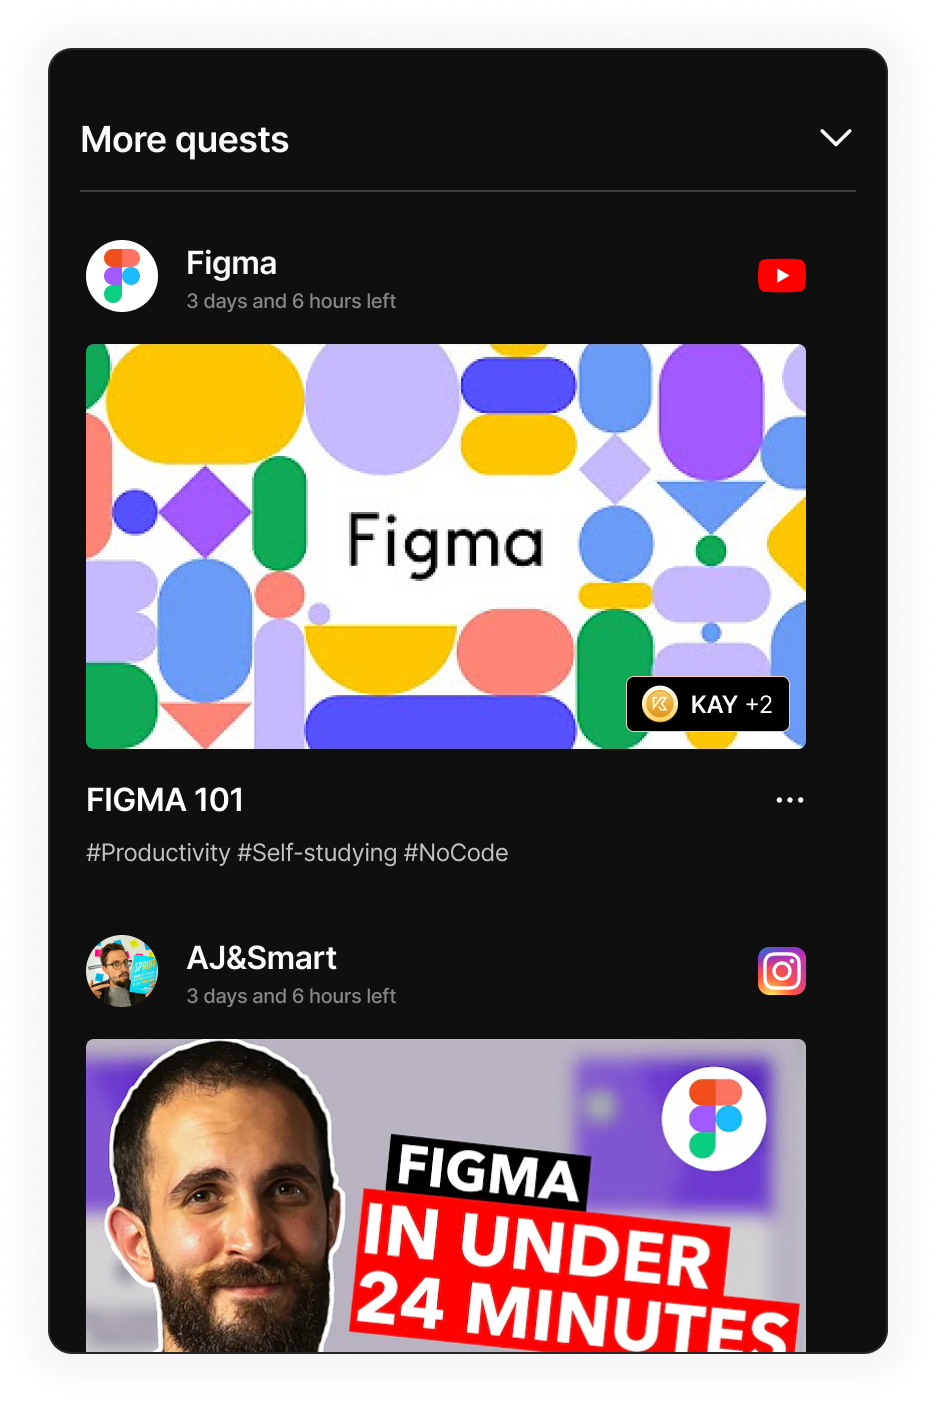 More quests
Figma
3 days and 6 hours left
Figma
KAY +2
FIGMA 101
#Productivity #Self-studying #NoCode
AJ&Smart
3 days and 6 hours left
SPRINT
FIGMA
IN UNDER
24 MINUTES